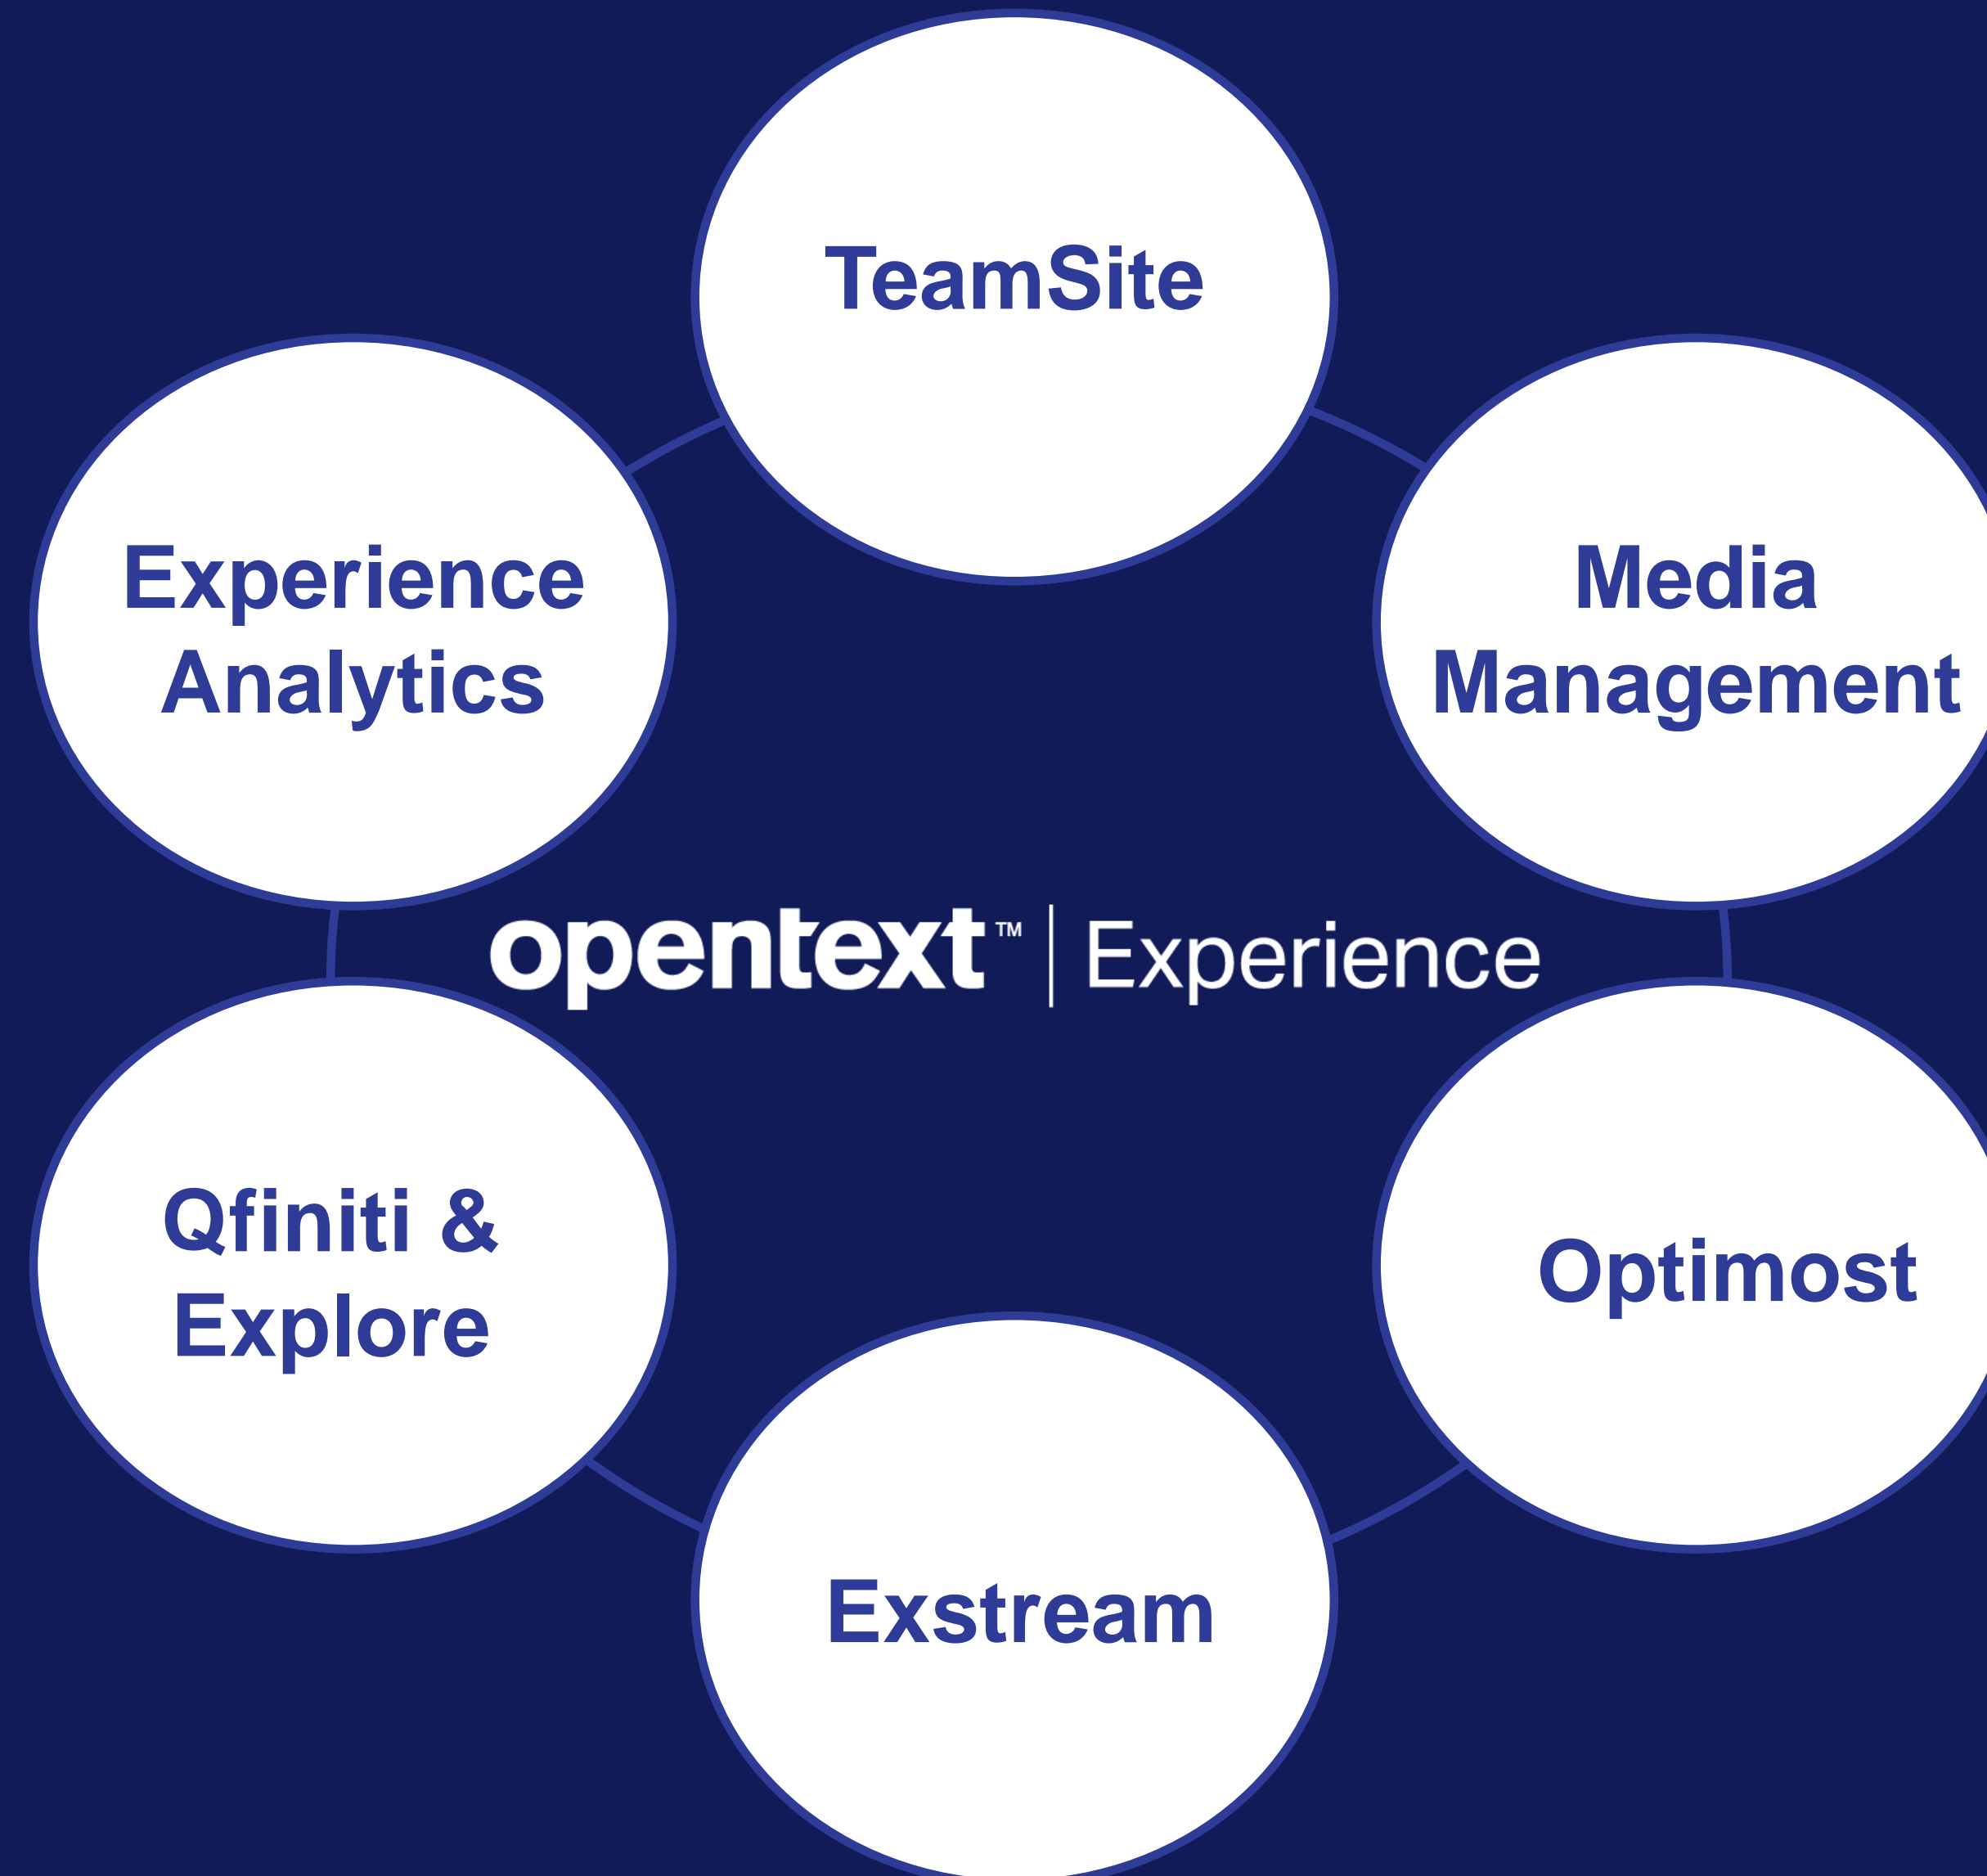 TeamSite
Experience
Analytics
Media
Management
opentext™ | Experience
Qfiniti &
Explore
Optimost
Exstream